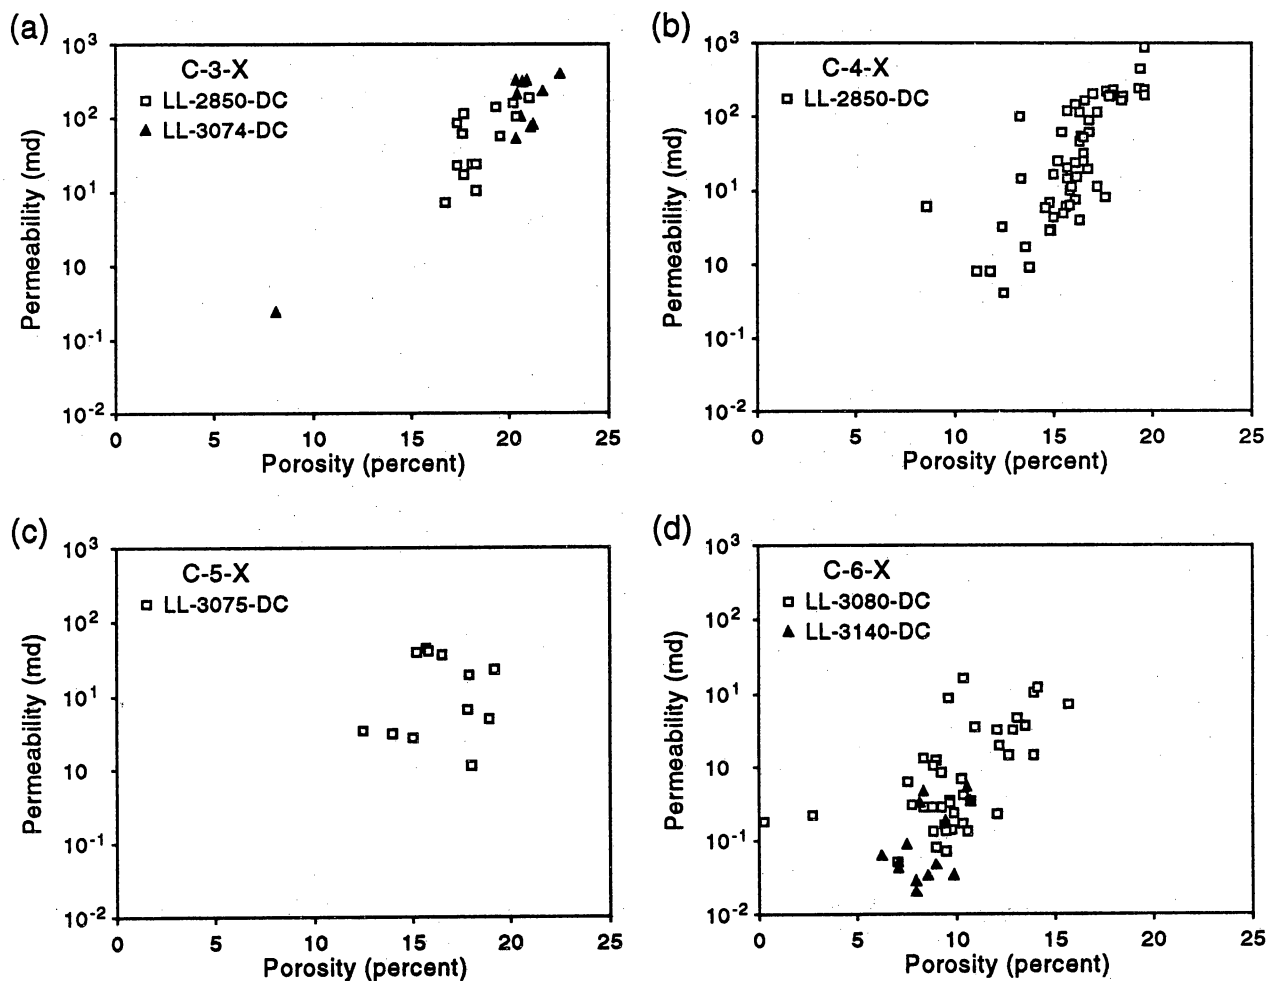 (a)
C-3-X
LL-2850-DC
LL-3074-DC
Permeability (md)
10³
10²
10¹
10
10⁻¹
10⁻²
0 5 10 15 20 25
Porosity (percent)
(b)
C-4-X
LL-2850-DC
Permeability (md)
10³
10²
10¹
10
10⁻¹
10⁻²
0 5 10 15 20 25
Porosity (percent)
(c)
C-5-X
LL-3075-DC
Permeability (md)
10³
10²
10¹
10
10⁻¹
10⁻²
0 5 10 15 20 25
Porosity (percent)
(d)
C-6-X
LL-3080-DC
LL-3140-DC
Permeability (md)
10³
10²
10¹
10
10⁻¹
10⁻²
0 5 10 15 20 25
Porosity (percent)